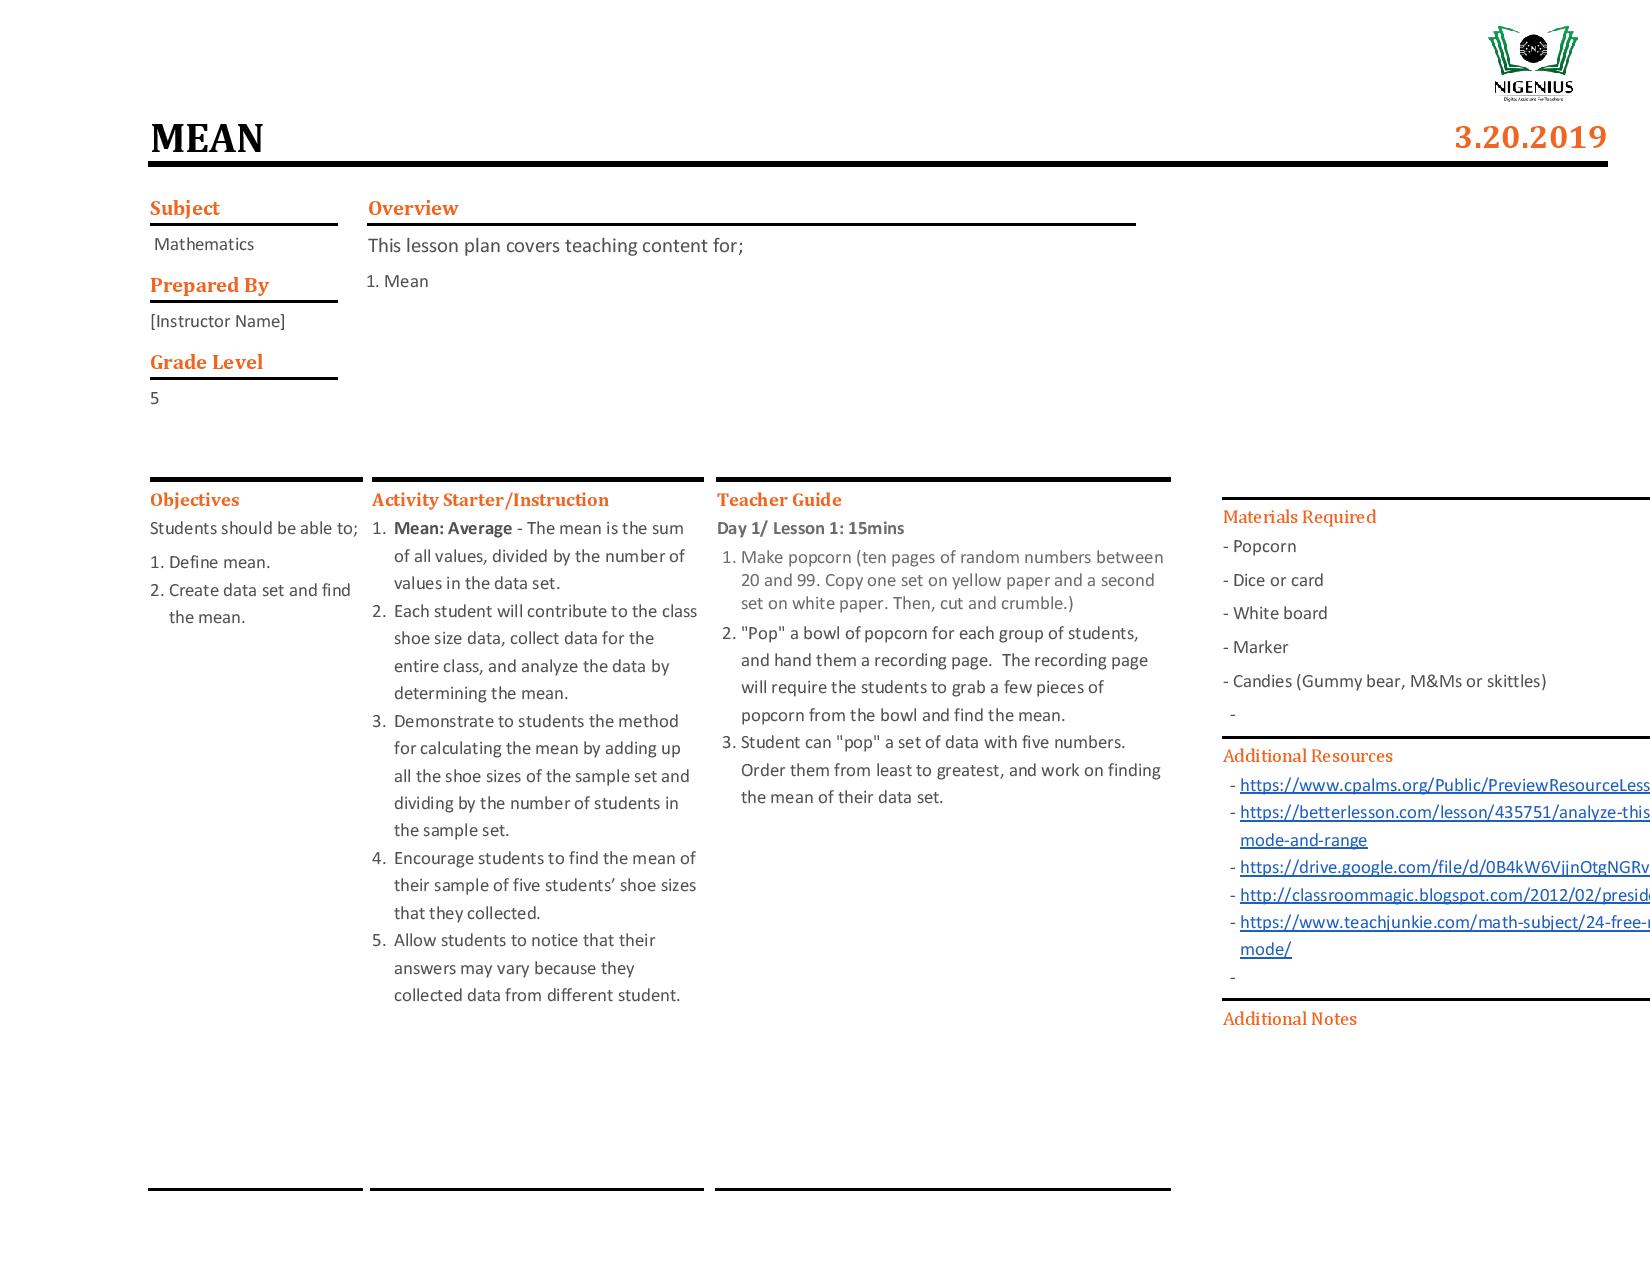 NIGENIUS
Digital Assistant For Teachers
MEAN
3.20.2019
Subject
Mathematics
Prepared By
[Instructor Name]
Grade Level
5
Overview
This lesson plan covers teaching content for;
1. Mean
Objectives
Students should be able to;
1. Define mean.
2. Create data set and find
the mean.
Activity Starter/Instruction
1. Mean: Average - The mean is the sum
of all values, divided by the number of
values in the data set.
2. Each student will contribute to the class
shoe size data, collect data for the
entire class, and analyze the data by
determining the mean.
3. Demonstrate to students the method
for calculating the mean by adding up
all the shoe sizes of the sample set and
dividing by the number of students in
the sample set.
4. Encourage students to find the mean of
their sample of five students’ shoe sizes
that they collected.
5. Allow students to notice that their
answers may vary because they
collected data from different student.
Teacher Guide
Day 1/ Lesson 1: 15mins
1. Make popcorn (ten pages of random numbers between
20 and 99. Copy one set on yellow paper and a second
set on white paper. Then, cut and crumble.)
2. "Pop" a bowl of popcorn for each group of students,
and hand them a recording page.  The recording page
will require the students to grab a few pieces of
popcorn from the bowl and find the mean.
3. Student can "pop" a set of data with five numbers.
Order them from least to greatest, and work on finding
the mean of their data set.
Materials Required
- Popcorn
- Dice or card
- White board
- Marker
- Candies (Gummy bear, M&Ms or skittles)
-
Additional Resources
- https://www.cpalms.org/Public/PreviewResourceLess
- https://betterlesson.com/lesson/435751/analyze-this
mode-and-range
- https://drive.google.com/file/d/0B4kW6VjjnOtgNGRv
- http://classroommagic.blogspot.com/2012/02/presid
- https://www.teachjunkie.com/math-subject/24-free-
mode/
-
Additional Notes